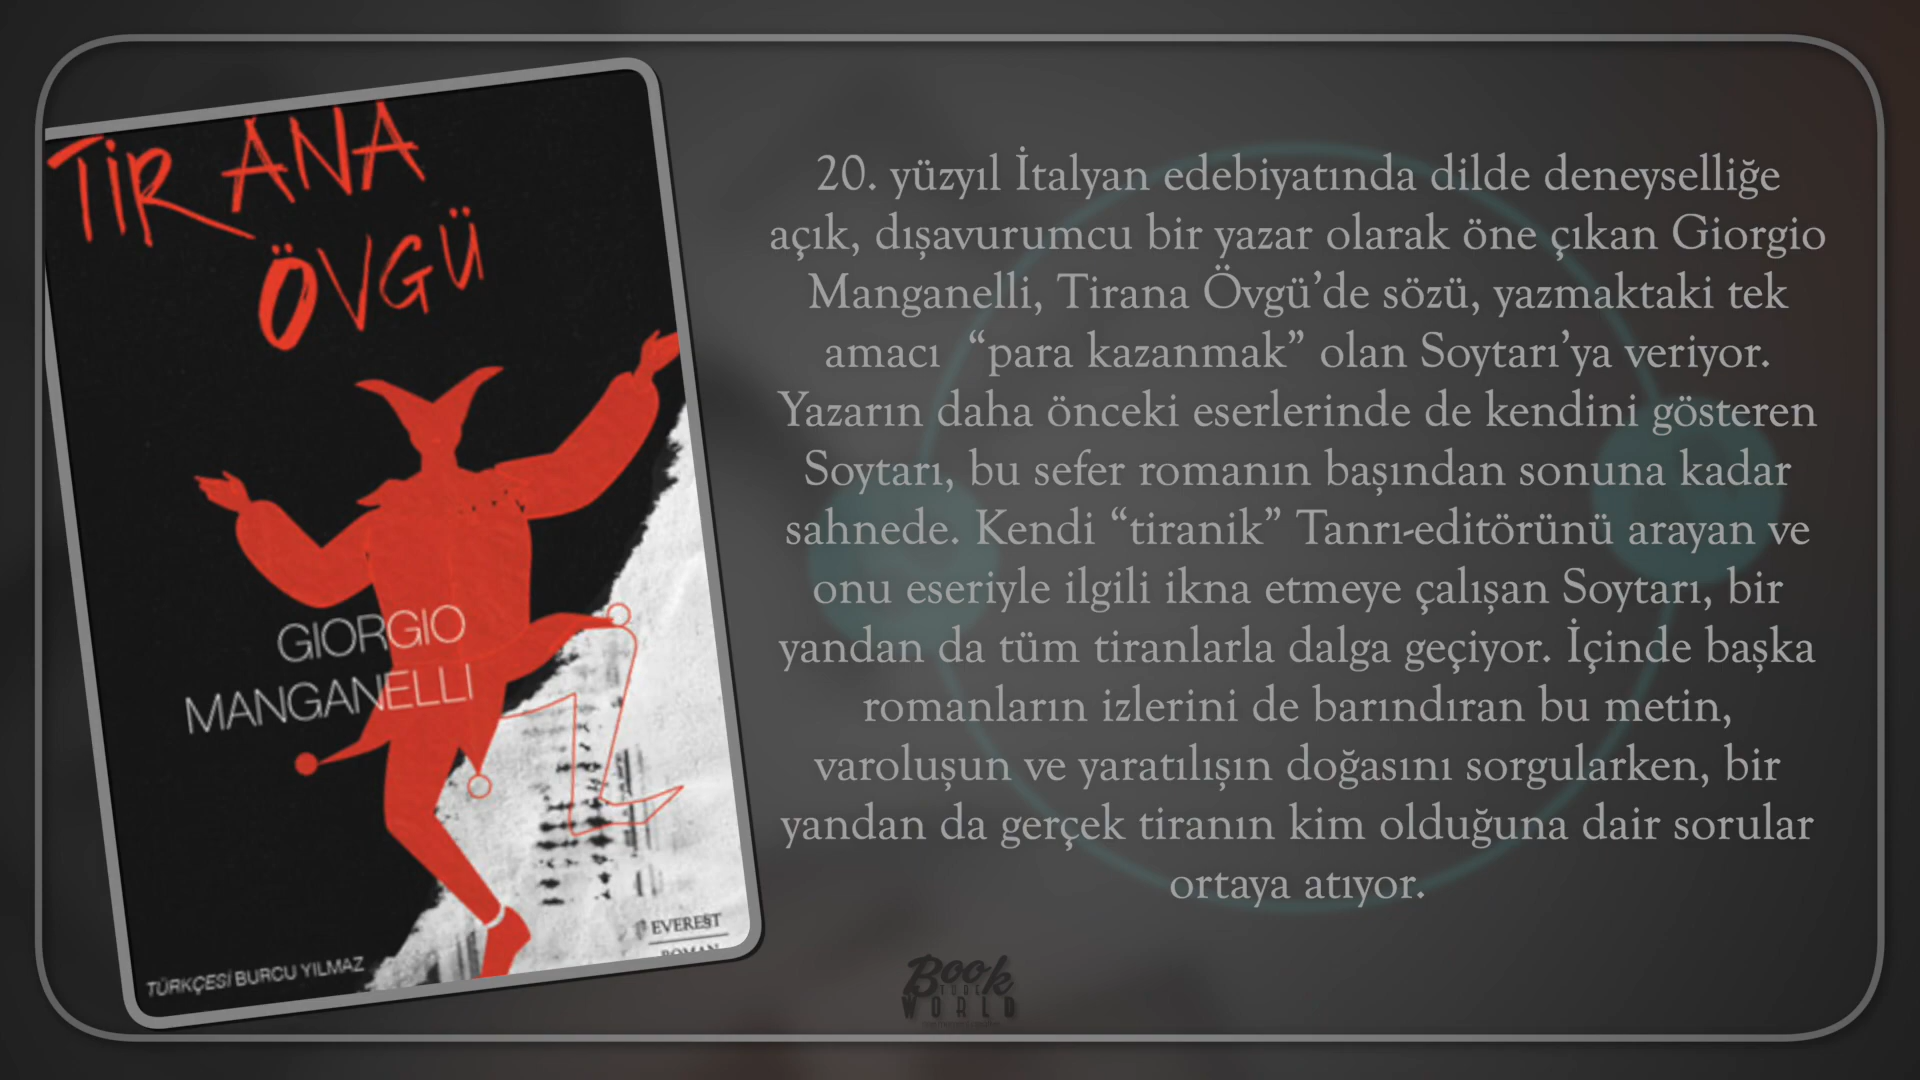 TİRANA
ÖVGÜ
GIORGIO
MANGANELLI
TÜRKÇESİ BURCU YILMAZ
EVEREST
ROMAN
20. yüzyıl İtalyan edebiyatında dilde deneyselliğe
açık, dışavurumcu bir yazar olarak öne çıkan Giorgio
Manganelli, Tirana Övgü’de sözü, yazmaktaki tek
amacı “para kazanmak” olan Soytarı’ya veriyor.
Yazarın daha önceki eserlerinde de kendini gösteren
Soytarı, bu sefer romanın başından sonuna kadar
sahnede. Kendi “tiranik” Tanrı-editörünü arayan ve
onu eseriyle ilgili ikna etmeye çalışan Soytarı, bir
yandan da tüm tiranlarla dalga geçiyor. İçinde başka
romanların izlerini de barındıran bu metin,
varoluşun ve yaratılışın doğasını sorgularken, bir
yandan da gerçek tiranın kim olduğuna dair sorular
ortaya atıyor.
Book
TUBE
WORLD